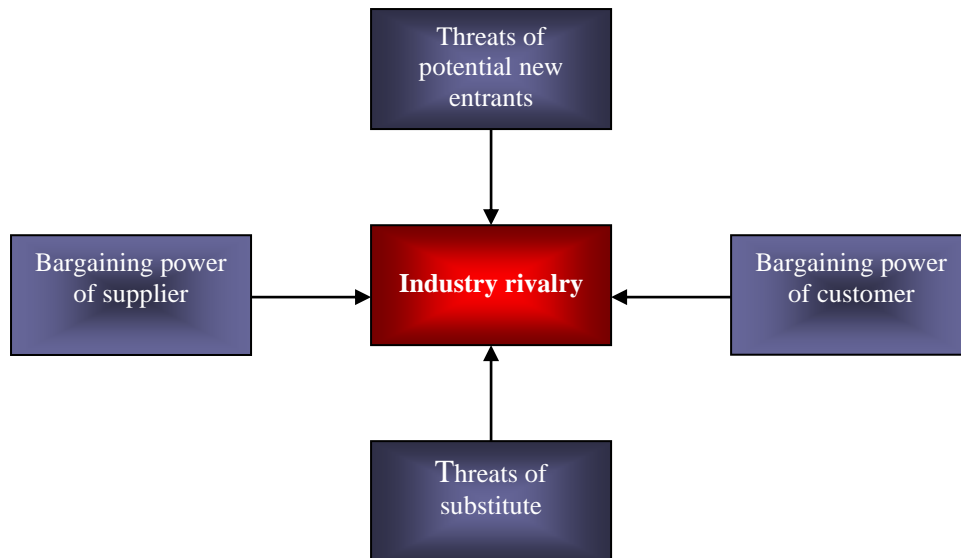 Threats of
potential new
entrants
Bargaining power
of supplier
Industry rivalry
Bargaining power
of customer
Threats of
substitute